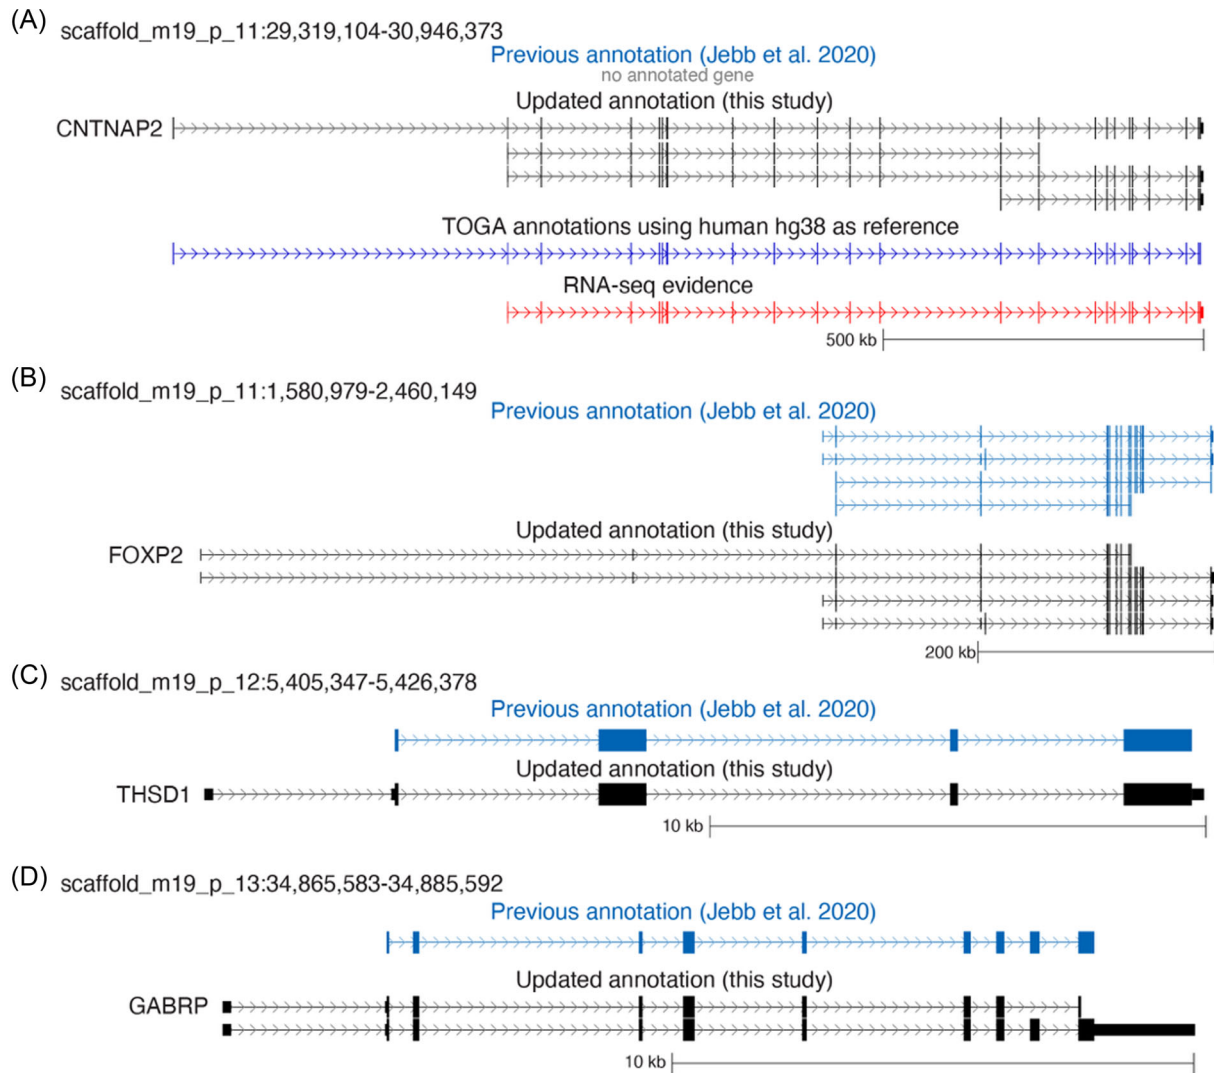 (A) scaffold_m19_p_11:29,319,104-30,946,373
Previous annotation (Jebb et al. 2020)
no annotated gene
Updated annotation (this study)
CNTNAP2
TOGA annotations using human hg38 as reference
RNA-seq evidence
500 kb
(B) scaffold_m19_p_11:1,580,979-2,460,149
Previous annotation (Jebb et al. 2020)
Updated annotation (this study)
FOXP2
200 kb
(C) scaffold_m19_p_12:5,405,347-5,426,378
Previous annotation (Jebb et al. 2020)
Updated annotation (this study)
THSD1
10 kb
(D) scaffold_m19_p_13:34,865,583-34,885,592
Previous annotation (Jebb et al. 2020)
Updated annotation (this study)
GABRP
10 kb